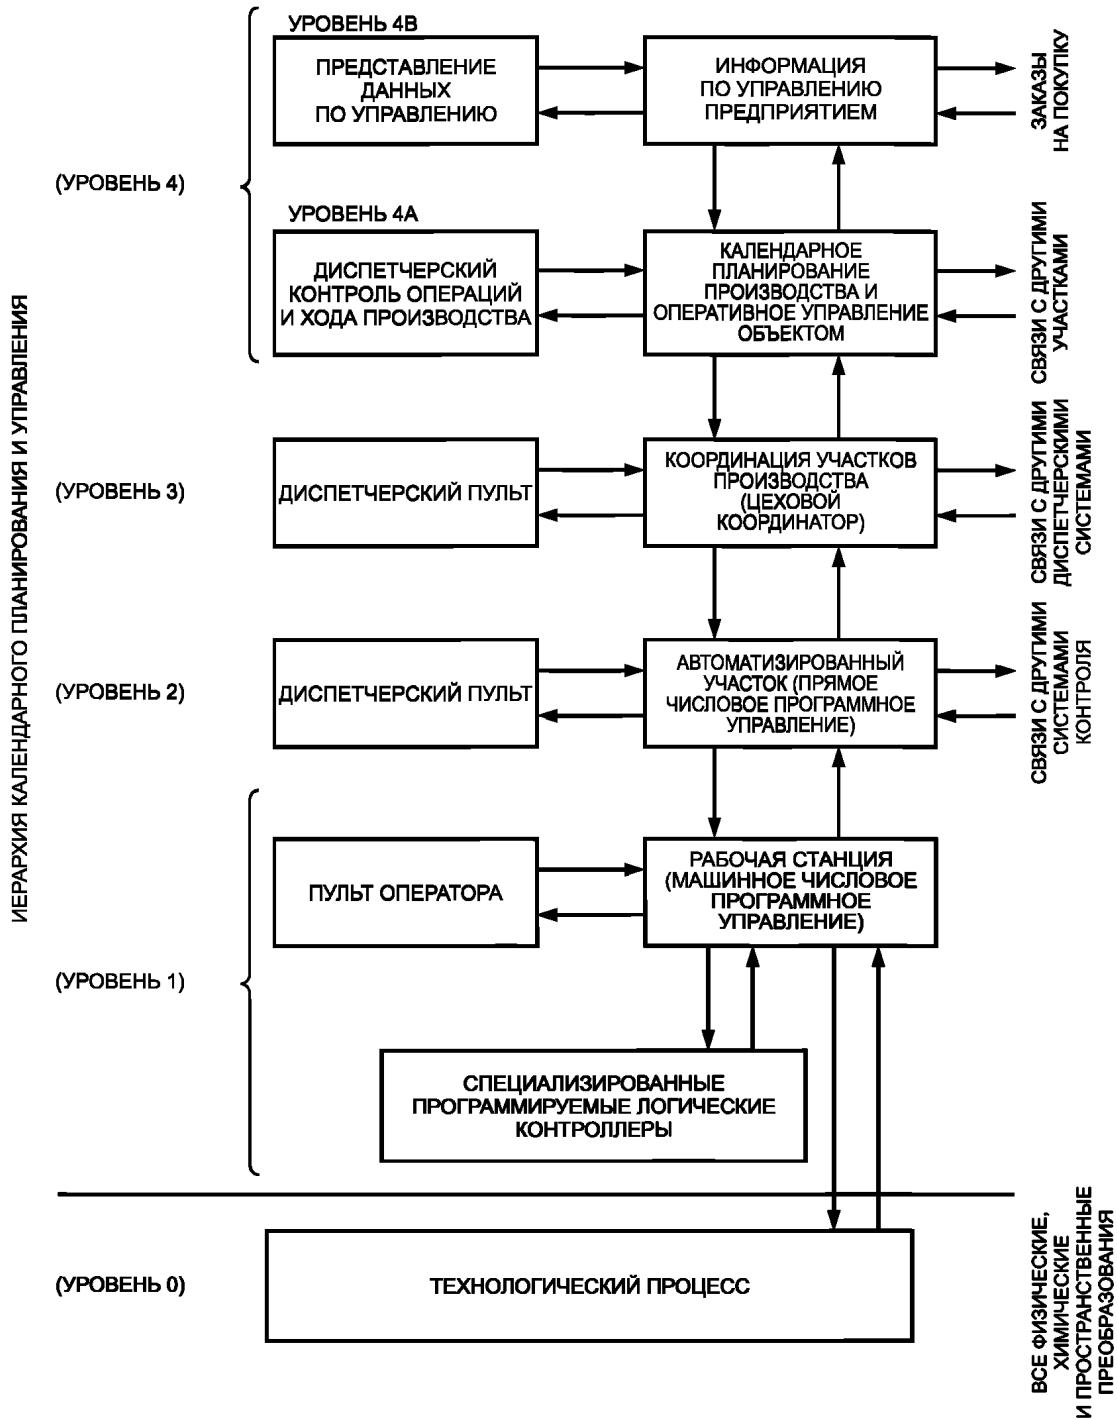 ИЕРАРХИЯ КАЛЕНДАРНОГО ПЛАНИРОВАНИЯ И УПРАВЛЕНИЯ
(УРОВЕНЬ 4)
УРОВЕНЬ 4В
ПРЕДСТАВЛЕНИЕ
ДАННЫХ
ПО УПРАВЛЕНИЮ
ИНФОРМАЦИЯ
ПО УПРАВЛЕНИЮ
ПРЕДПРИЯТИЕМ
ЗАКАЗЫ
НА ПОКУПКУ
УРОВЕНЬ 4А
ДИСПЕТЧЕРСКИЙ
КОНТРОЛЬ ОПЕРАЦИЙ
И ХОДА ПРОИЗВОДСТВА
КАЛЕНДАРНОЕ
ПЛАНИРОВАНИЕ
ПРОИЗВОДСТВА И
ОПЕРАТИВНОЕ УПРАВЛЕНИЕ
ОБЪЕКТОМ
СВЯЗИ С ДРУГИМИ
УЧАСТКАМИ
(УРОВЕНЬ 3)
ДИСПЕТЧЕРСКИЙ ПУЛЬТ
КООРДИНАЦИЯ УЧАСТКОВ
ПРОИЗВОДСТВА
(ЦЕХОВОЙ
КООРДИНАТОР)
СВЯЗИ С ДРУГИМИ
ДИСПЕТЧЕРСКИМИ
СИСТЕМАМИ
(УРОВЕНЬ 2)
ДИСПЕТЧЕРСКИЙ ПУЛЬТ
АВТОМАТИЗИРОВАННЫЙ
УЧАСТОК (ПРЯМОЕ
ЧИСЛОВОЕ ПРОГРАММНОЕ
УПРАВЛЕНИЕ)
СВЯЗИ С ДРУГИМИ
СИСТЕМАМИ
КОНТРОЛЯ
(УРОВЕНЬ 1)
ПУЛЬТ ОПЕРАТОРА
РАБОЧАЯ СТАНЦИЯ
(МАШИННОЕ ЧИСЛОВОЕ
ПРОГРАММНОЕ
УПРАВЛЕНИЕ)
СПЕЦИАЛИЗИРОВАННЫЕ
ПРОГРАММИРУЕМЫЕ ЛОГИЧЕСКИЕ
КОНТРОЛЛЕРЫ
(УРОВЕНЬ 0)
ТЕХНОЛОГИЧЕСКИЙ ПРОЦЕСС
ВСЕ ФИЗИЧЕСКИЕ,
ХИМИЧЕСКИЕ
И ПРОСТРАНСТВЕННЫЕ
ПРЕОБРАЗОВАНИЯ